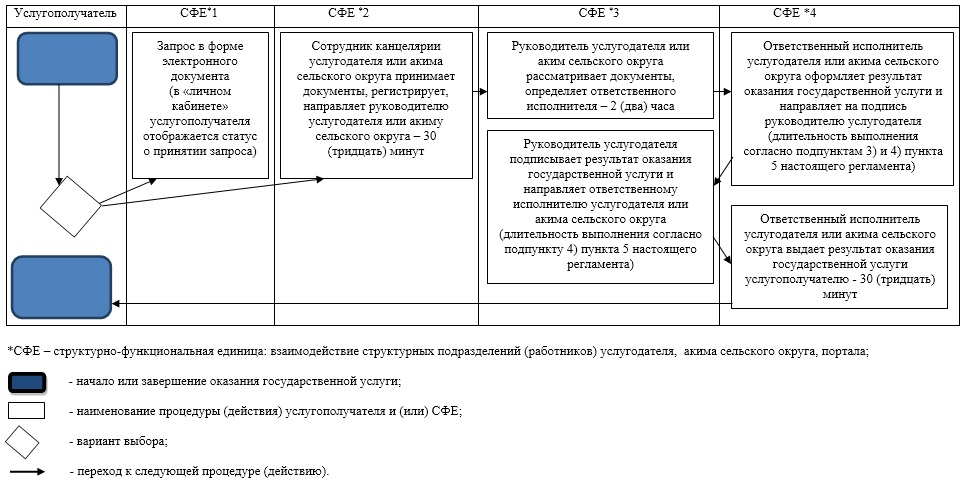 Услугополучатель
СФЕ*1
СФЕ *2
СФЕ *3
СФЕ *4
Запрос в форме
электронного
документа
(в «личном
кабинете»
услугополучателя
отображается статус
о принятии запроса)
Сотрудник канцелярии
услугодателя или акима
сельского округа принимает
документы, регистрирует,
направляет руководителю
услугодателя или акиму
сельского округа – 30
(тридцать) минут
Руководитель услугодателя или
аким сельского округа
рассматривает документы,
определяет ответственного
исполнителя – 2 (два) часа
Ответственный исполнитель
услугодателя или акима сельского
округа оформляет результат
оказания государственной услуги и
направляет на подпись
руководителю услугодателя
(длительность выполнения
согласно подпунктам 3) и 4) пункта
5 настоящего регламента)
Руководитель услугодателя
подписывает результат оказания
государственной услуги и
направляет ответственному
исполнителю услугодателя или
акима сельского округа
(длительность выполнения согласно
подпункту 4) пункта 5 настоящего
регламента)
Ответственный исполнитель
услугодателя или акима сельского
округа выдает результат оказания
государственной услуги
услугополучателю - 30 (тридцать)
минут
*СФЕ – структурно-функциональная единица: взаимодействие структурных подразделений (работников) услугодателя, акима сельского округа, портала;
- начало или завершение оказания государственной услуги;
- наименование процедуры (действия) услугополучателя и (или) СФЕ;
- вариант выбора;
- переход к следующей процедуре (действию).